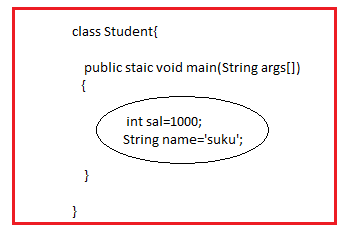 class Student{
public staic void main(String args[])
{
int sal=1000;
String name='suku';
}
}